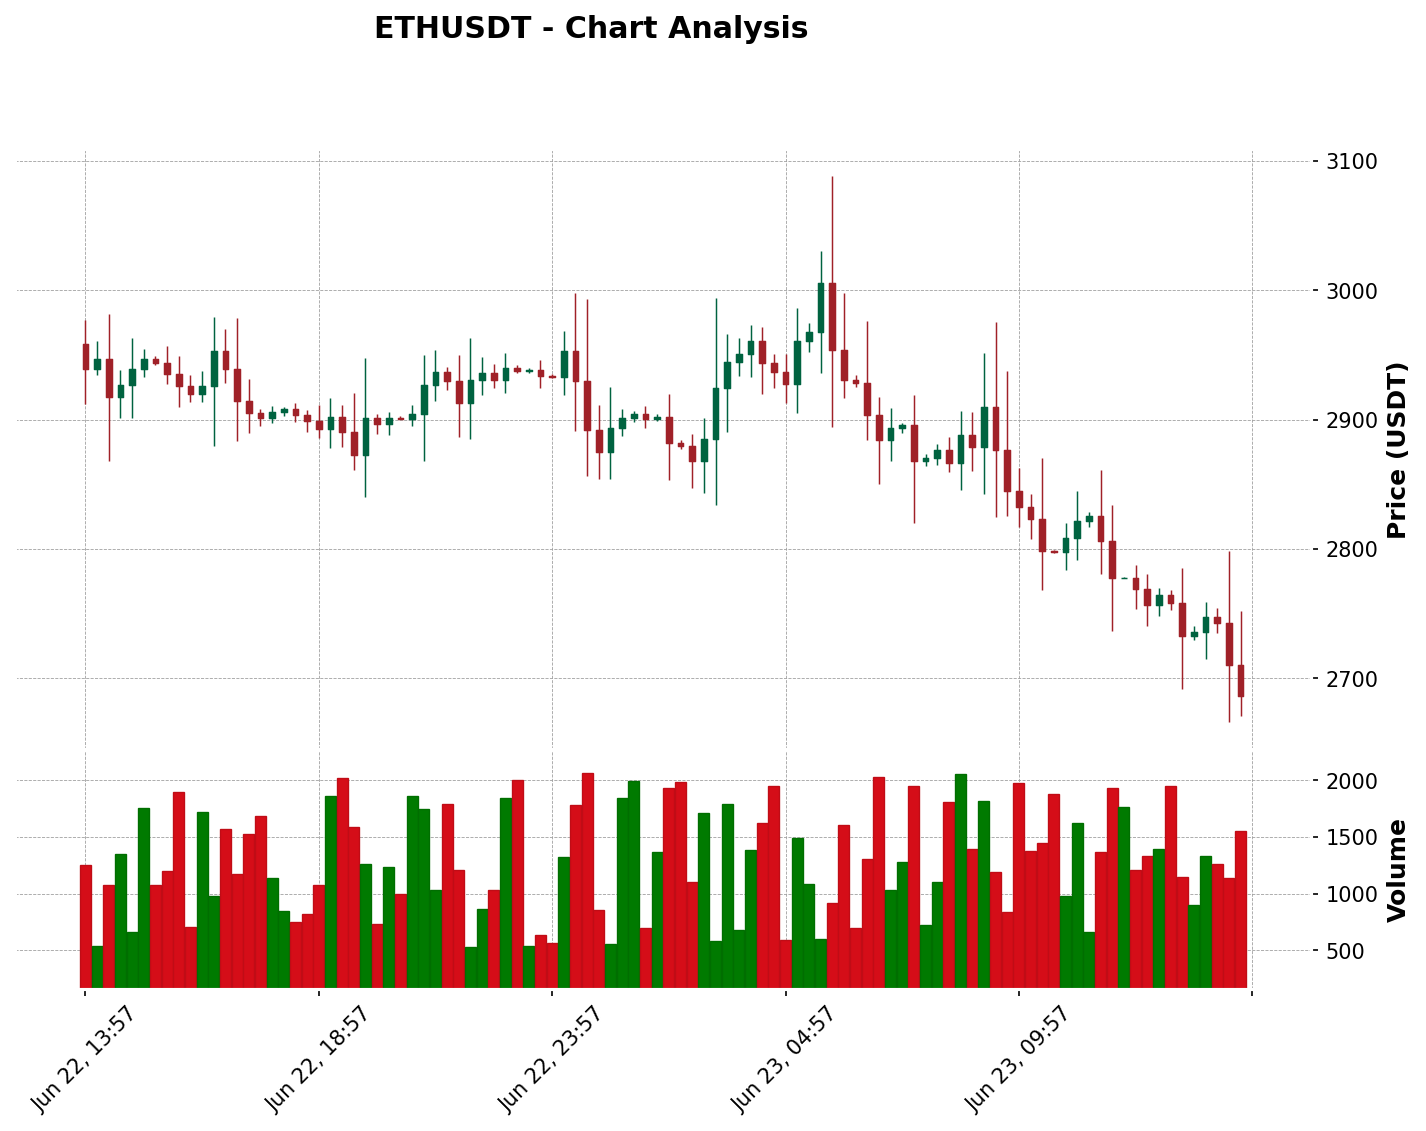 ETHUSDT - Chart Analysis
3100
3000
2900
2800
2700
Price (USDT)
2000
1500
1000
500
Volume
Jun 22, 13:57
Jun 22, 18:57
Jun 22, 23:57
Jun 23, 04:57
Jun 23, 09:57